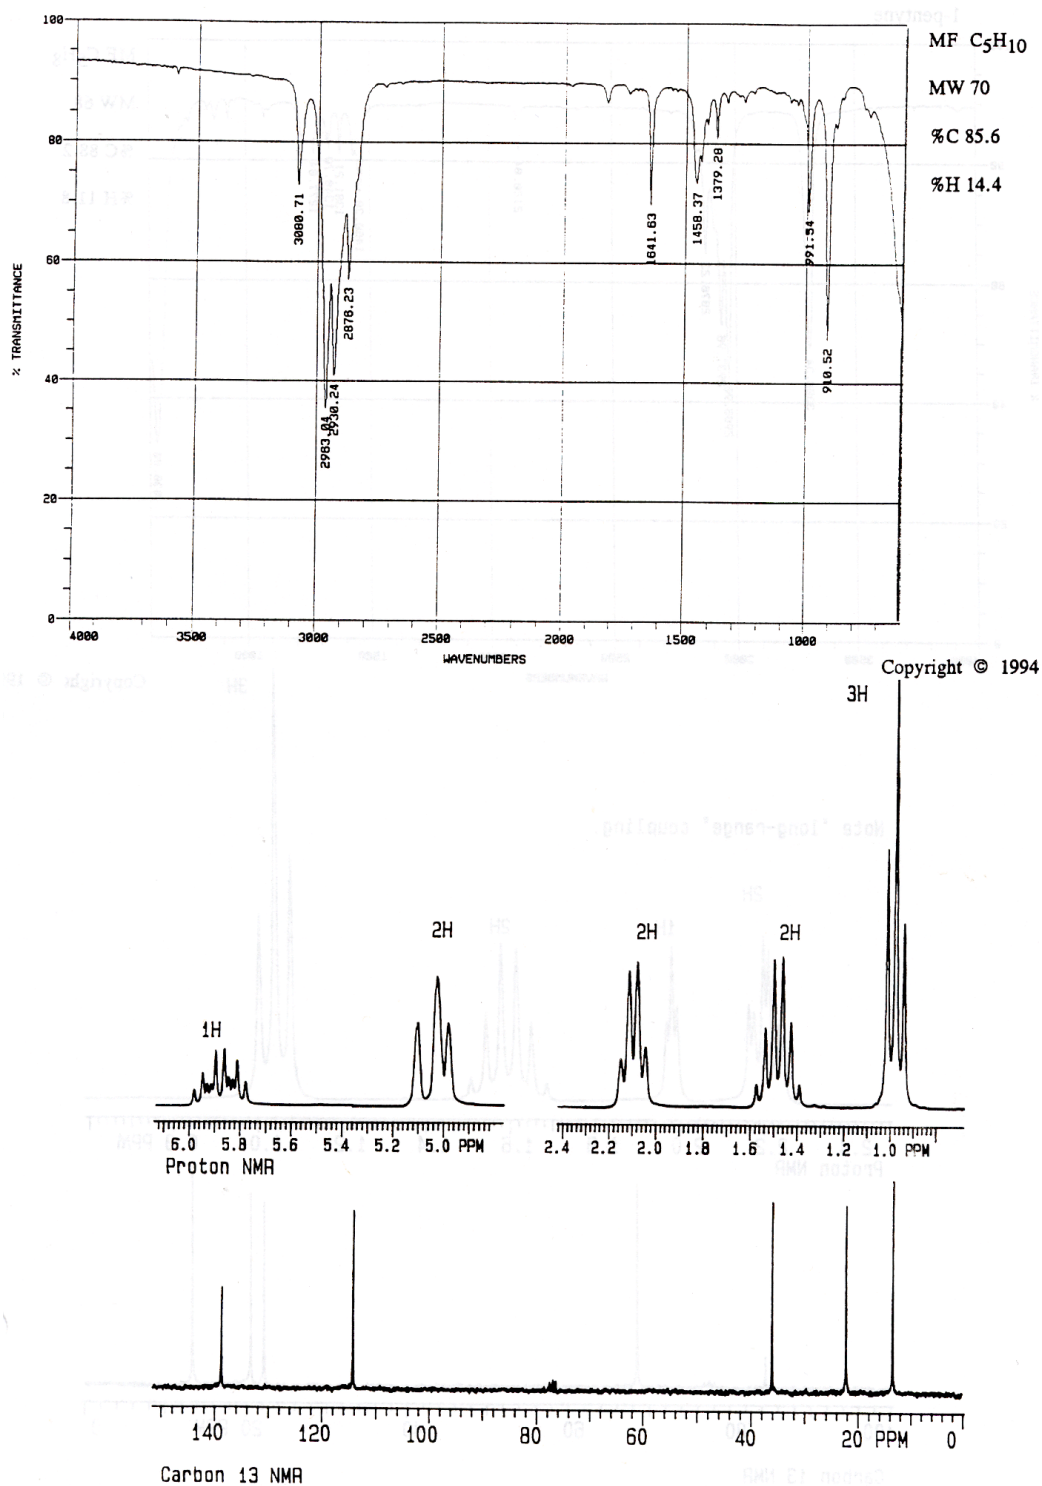 MF C5H10
MW 70
%C 85.6
%H 14.4
% TRANSMITTANCE
100
80
60
40
20
0
3080.71
2963.04
2930.24
2876.23
1641.63
1458.37
1379.28
991.54
910.52
4000 3500 3000 2500 2000 1500 1000
WAVENUMBERS
Copyright © 1994
3H
2H
2H
2H
1H
6.0 5.8 5.6 5.4 5.2 5.0 PPM
2.4 2.2 2.0 1.8 1.6 1.4 1.2 1.0 PPM
Proton NMR
140 120 100 80 60 40 20 PPM 0
Carbon 13 NMR